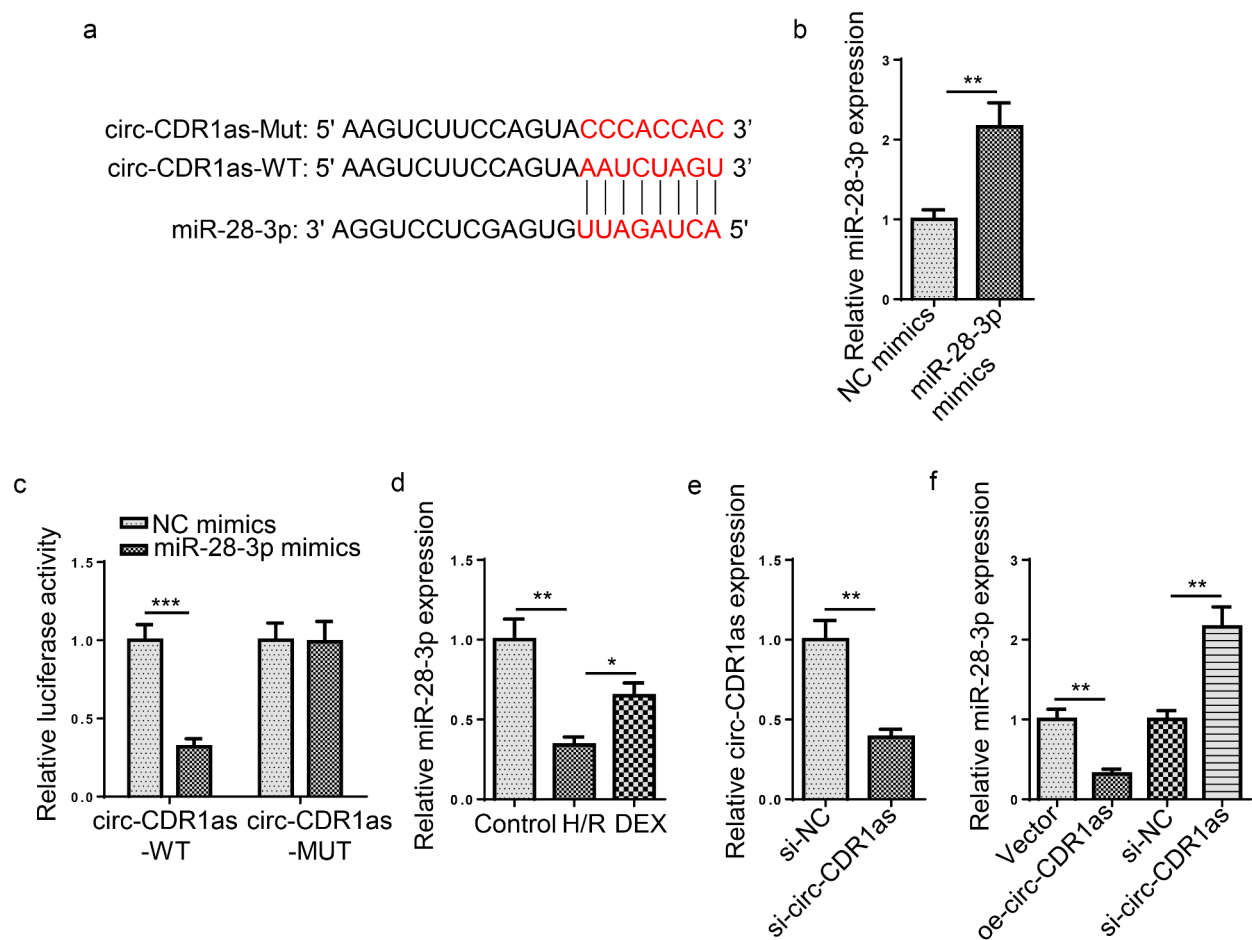 a
circ-CDR1as-Mut: 5' AAGUCUUCCAGUACCCACCAC 3’
circ-CDR1as-WT: 5' AAGUCUUCCAGUAAAUCUAGU 3’
miR-28-3p: 3' AGGUCCUCGAGUGUUAGAUCA 5'
b
Relative miR-28-3p expression
3
2
1
0
**
NC mimics
miR-28-3p
mimics
c
NC mimics
miR-28-3p mimics
Relative luciferase activity
1.5
1.0
0.5
0.0
***
circ-CDR1as
-WT
circ-CDR1as
-MUT
d
Relative miR-28-3p expression
1.5
1.0
0.5
0.0
**
*
Control H/R DEX
e
Relative circ-CDR1as expression
1.5
1.0
0.5
0.0
**
si-NC
si-circ-CDR1as
f
Relative miR-28-3p expression
3
2
1
0
**
**
Vector
oe-circ-CDR1as
si-NC
si-circ-CDR1as